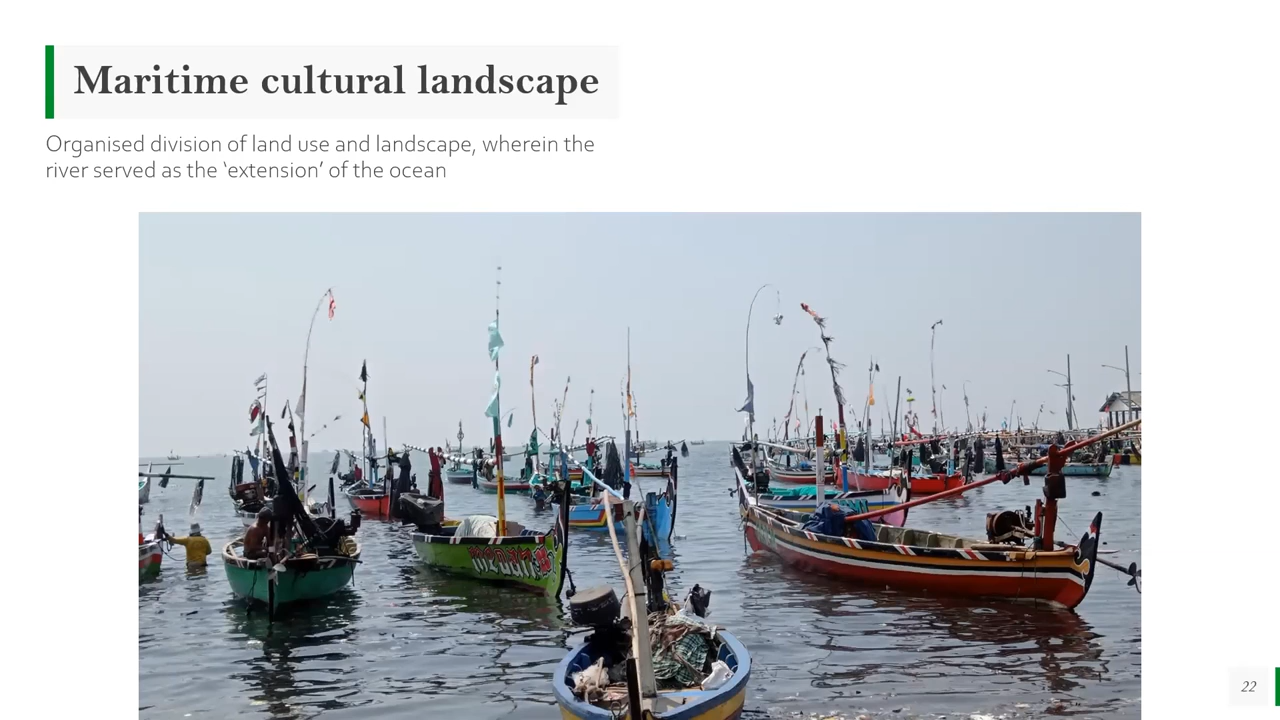 Maritime cultural landscape
Organised division of land use and landscape, wherein the
river served as the ‘extension’ of the ocean
22